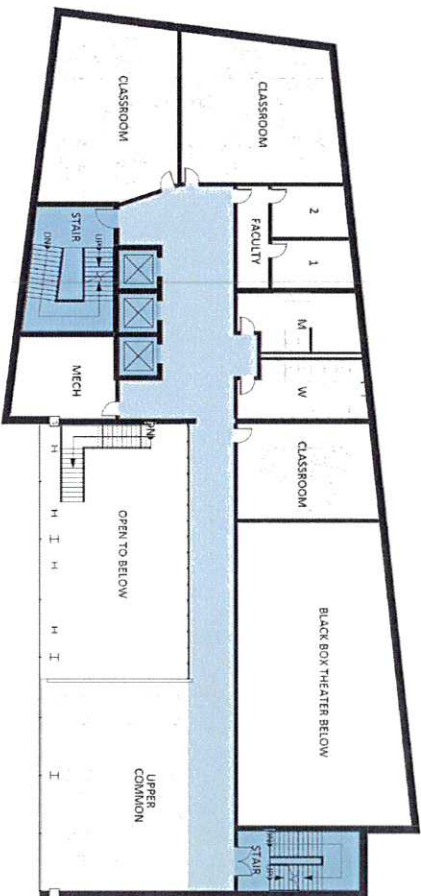 CLASSROOM
CLASSROOM
STAIR
UP
DN
FACULTY
2
1
M
W
MECH
CLASSROOM
DN
OPEN TO BELOW
BLACK BOX THEATER BELOW
UPPER
COMMON
STAIR